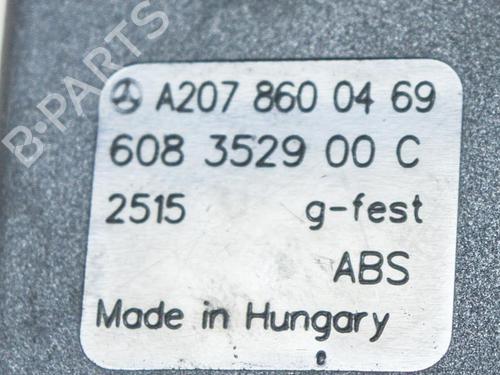 B-PARTS
A207 860 04 69
608 3529 00 C
2515 g-fest
ABS
Made in Hungary